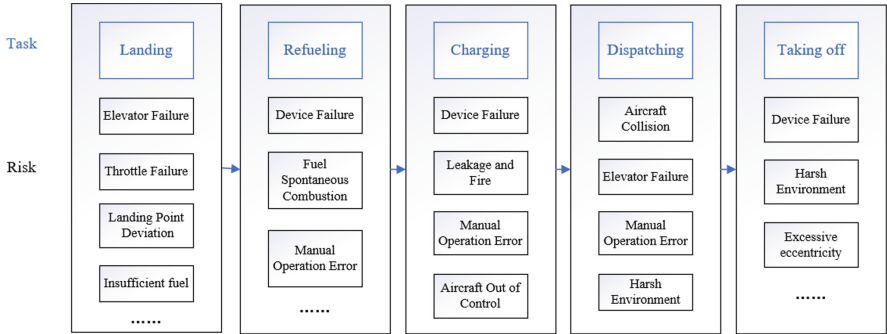 Task
Risk
Landing
Elevator Failure
Throttle Failure
Landing Point
Deviation
Insufficient fuel
……
Refueling
Device Failure
Fuel
Spontaneous
Combustion
Manual
Operation Error
……
Charging
Device Failure
Leakage and
Fire
Manual
Operation Error
Aircraft Out of
Control
Dispatching
Aircraft
Collision
Elevator Failure
Manual
Operation Error
Harsh
Environment
Taking off
Device Failure
Harsh
Environment
Excessive
eccentricity
……